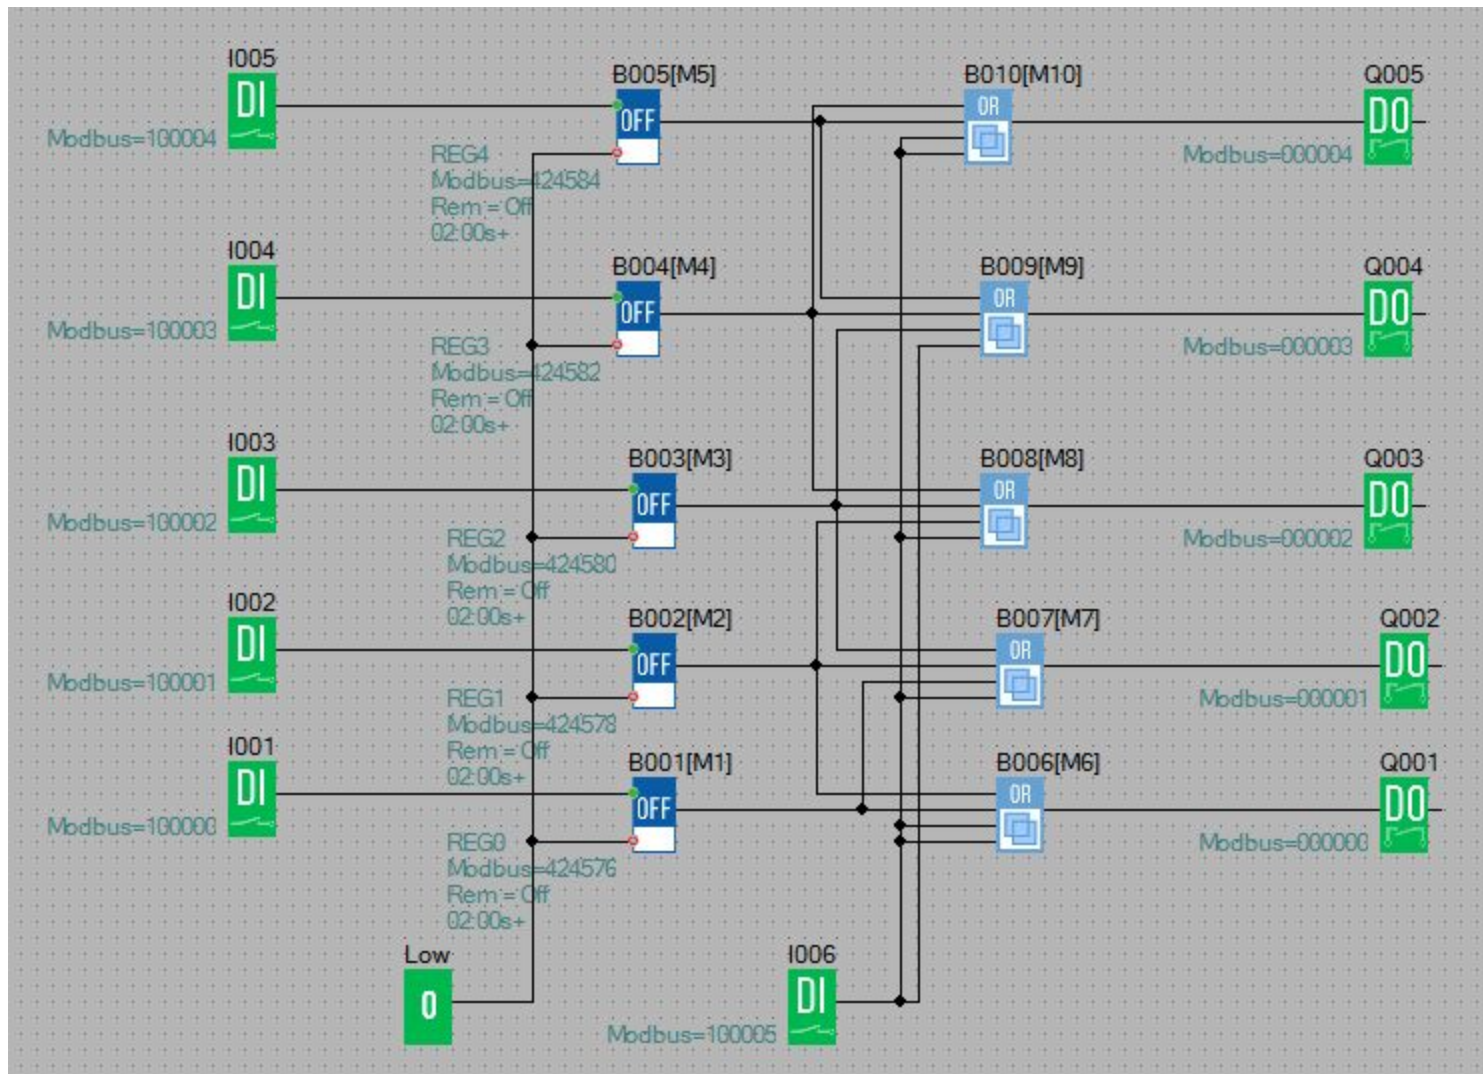 I005
DI
Modbus=100004
B005[M5]
OFF
REG4
Modbus=424584
Rem = Off
02:00s+
B010[M10]
OR
Q005
DO
Modbus=000004
I004
DI
Modbus=100003
B004[M4]
OFF
REG3
Modbus=424582
Rem = Off
02:00s+
B009[M9]
OR
Q004
DO
Modbus=000003
I003
DI
Modbus=100002
B003[M3]
OFF
REG2
Modbus=424580
Rem = Off
02:00s+
B008[M8]
OR
Q003
DO
Modbus=000002
I002
DI
Modbus=100001
B002[M2]
OFF
REG1
Modbus=424578
Rem = Off
02:00s+
B007[M7]
OR
Q002
DO
Modbus=000001
I001
DI
Modbus=100000
B001[M1]
OFF
REG0
Modbus=424576
Rem = Off
02:00s+
B006[M6]
OR
Q001
DO
Modbus=000000
Low
0
I006
DI
Modbus=100005